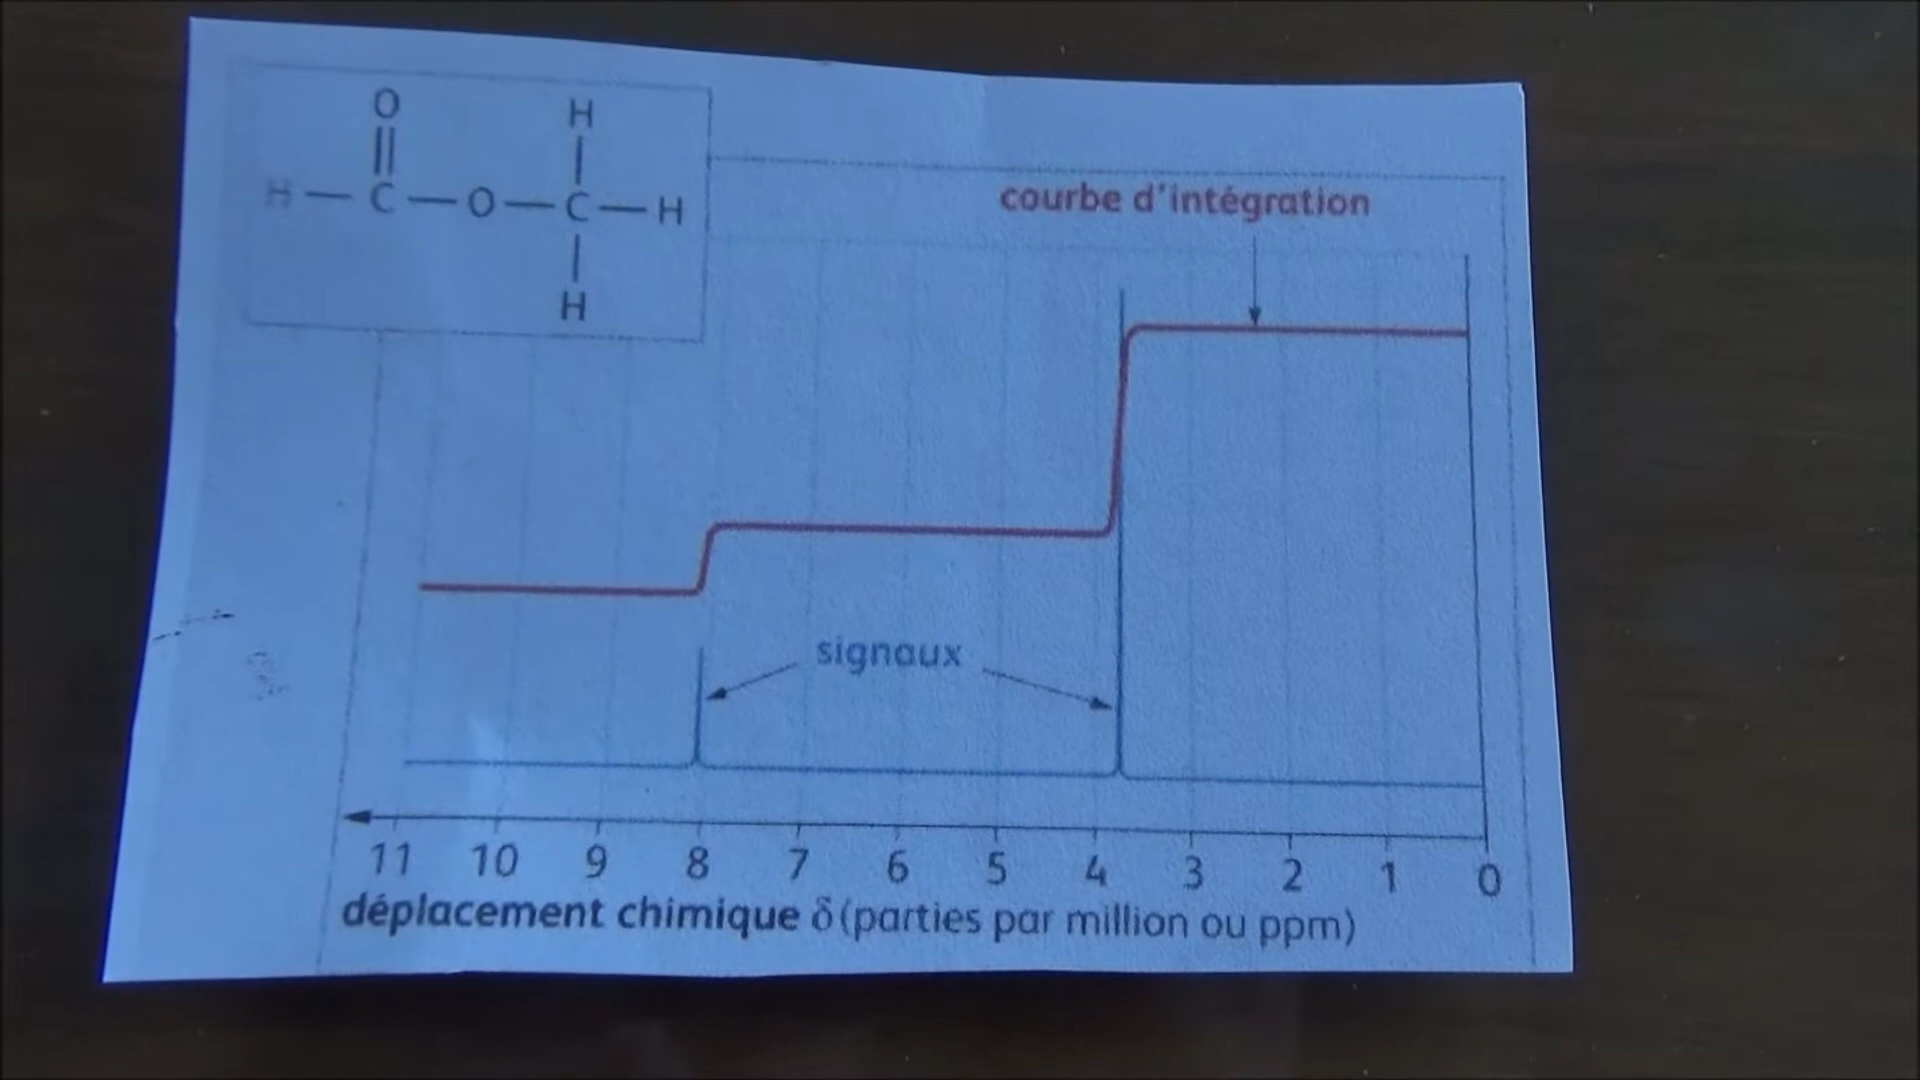 O H
||  |
H — C — O — C — H
|
H
courbe d'intégration
signaux
11 10 9 8 7 6 5 4 3 2 1 0
déplacement chimique δ (parties par million ou ppm)